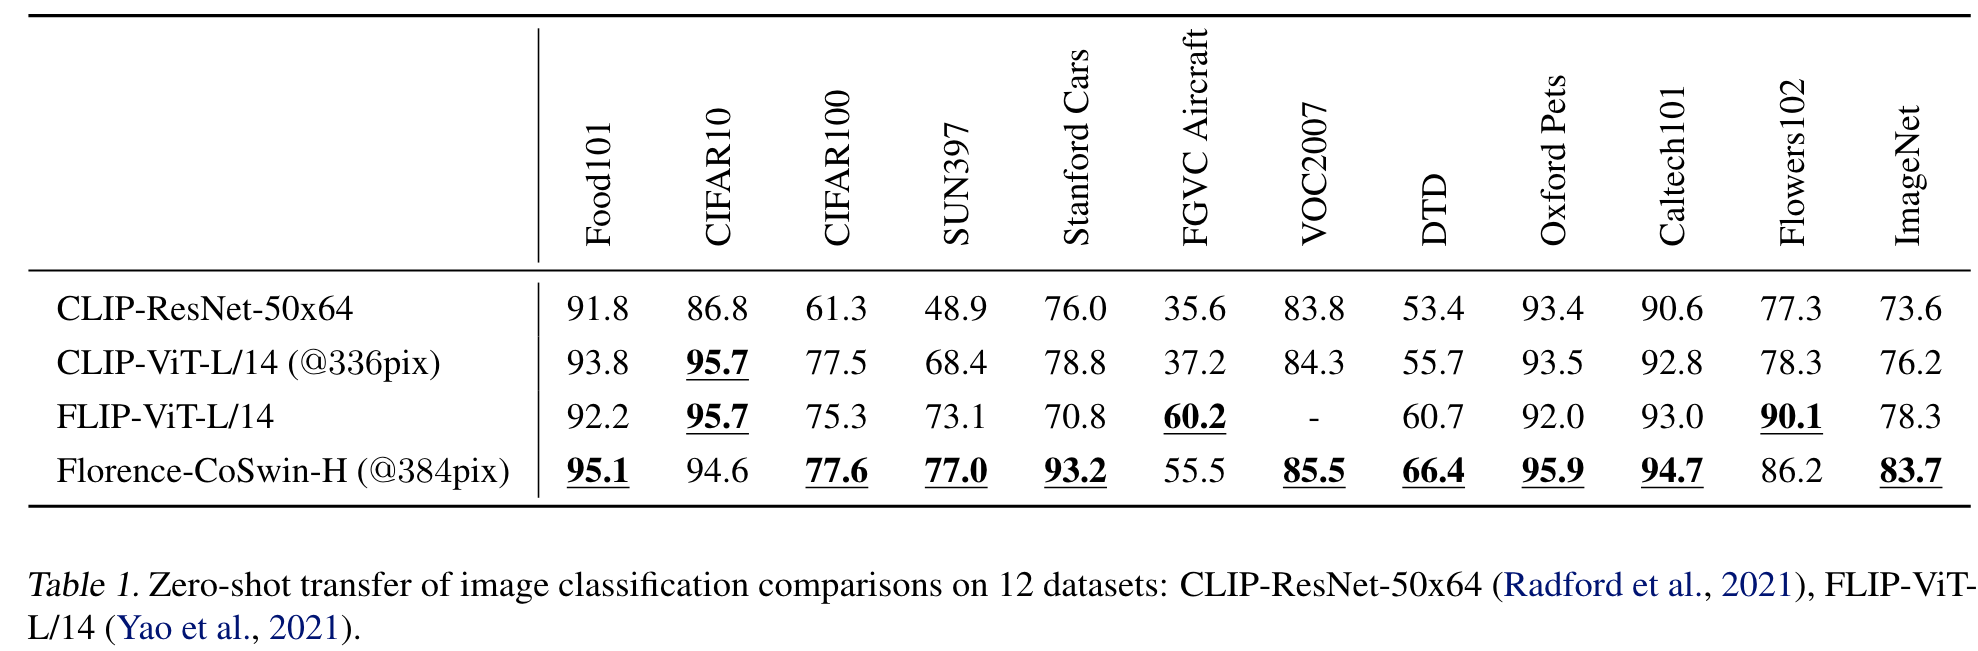 Food101 CIFAR10 CIFAR100 SUN397 Stanford Cars FGVC Aircraft VOC2007 DTD Oxford Pets Caltech101 Flowers102 ImageNet
CLIP-ResNet-50x64 91.8 86.8 61.3 48.9 76.0 35.6 83.8 53.4 93.4 90.6 77.3 73.6
CLIP-ViT-L/14 (@336pix) 93.8 95.7 77.5 68.4 78.8 37.2 84.3 55.7 93.5 92.8 78.3 76.2
FLIP-ViT-L/14 92.2 95.7 75.3 73.1 70.8 60.2 - 60.7 92.0 93.0 90.1 78.3
Florence-CoSwin-H (@384pix) 95.1 94.6 77.6 77.0 93.2 55.5 85.5 66.4 95.9 94.7 86.2 83.7
Table 1. Zero-shot transfer of image classification comparisons on 12 datasets: CLIP-ResNet-50x64 (Radford et al., 2021), FLIP-ViT-
L/14 (Yao et al., 2021).